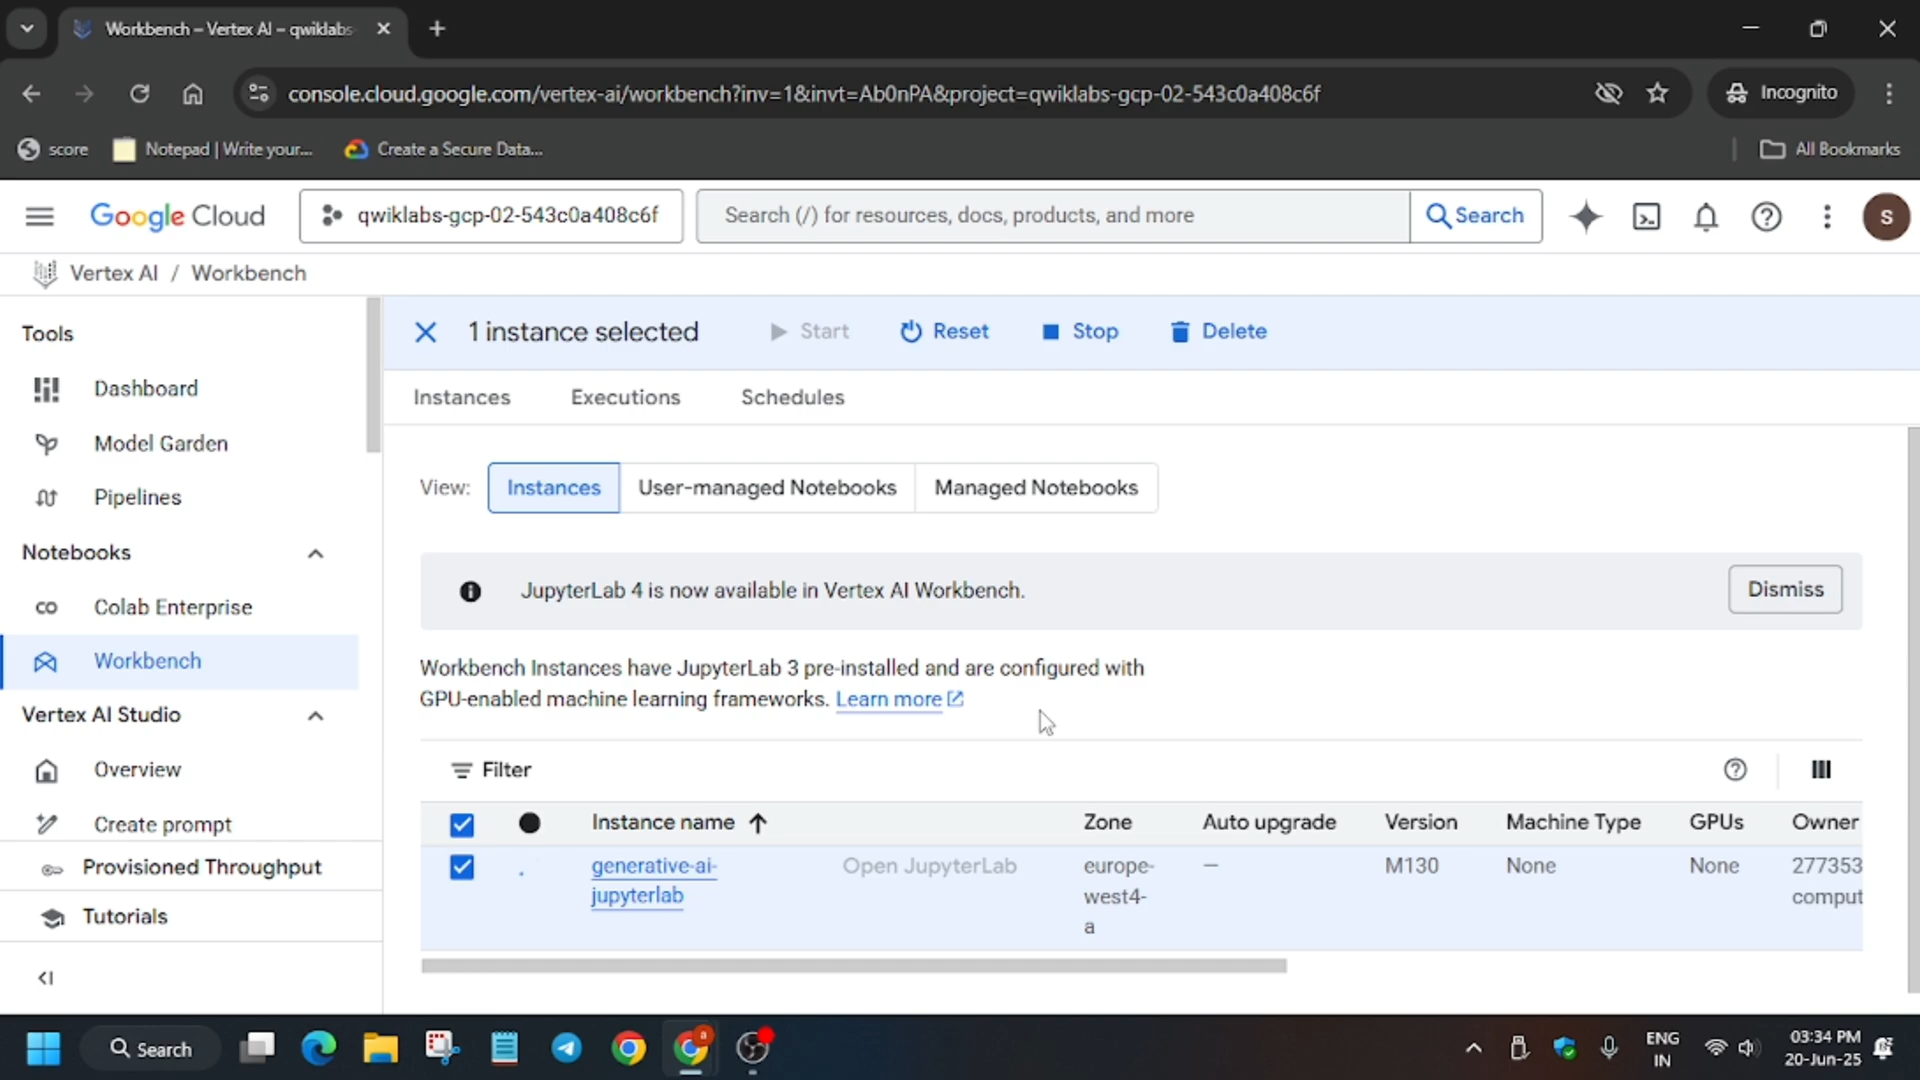 Workbench – Vertex AI – qwiklabs-
console.cloud.google.com/vertex-ai/workbench?inv=1&invt=Ab0nPA&project=qwiklabs-gcp-02-543c0a408c6f
Incognito
score
Notepad | Write your...
Create a Secure Data...
All Bookmarks
Google Cloud
qwiklabs-gcp-02-543c0a408c6f
Search (/) for resources, docs, products, and more
Search
S
Vertex AI / Workbench
Tools
Dashboard
Model Garden
Pipelines
Notebooks
Colab Enterprise
Workbench
Vertex AI Studio
Overview
Create prompt
Provisioned Throughput
Tutorials
1 instance selected
Start
Reset
Stop
Delete
Instances
Executions
Schedules
View:
Instances
User-managed Notebooks
Managed Notebooks
JupyterLab 4 is now available in Vertex AI Workbench.
Dismiss
Workbench Instances have JupyterLab 3 pre-installed and are configured with
GPU-enabled machine learning frameworks. Learn more
Filter
Instance name
Zone
Auto upgrade
Version
Machine Type
GPUs
Owner
generative-ai-
jupyterlab
Open JupyterLab
europe-
west4-
a
—
M130
None
None
277353
comput
Search
ENG
IN
03:34 PM
20-Jun-25